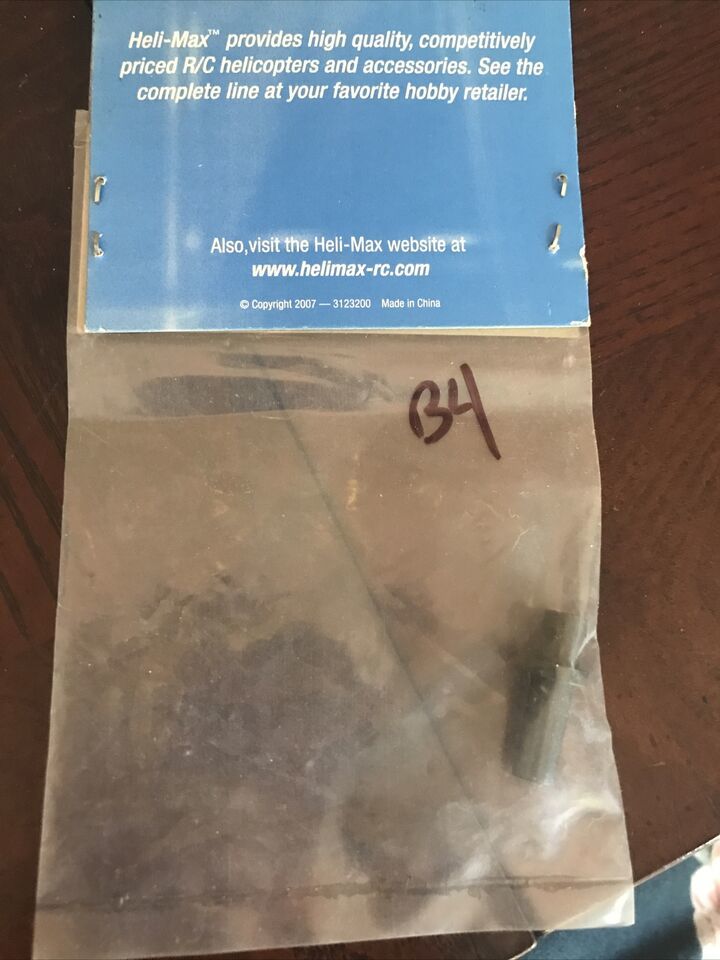 Heli-Max™ provides high quality, competitively
priced R/C helicopters and accessories. See the
complete line at your favorite hobby retailer.
Also,visit the Heli-Max website at
www.helimax-rc.com
© Copyright 2007 — 3123200 Made in China
B4